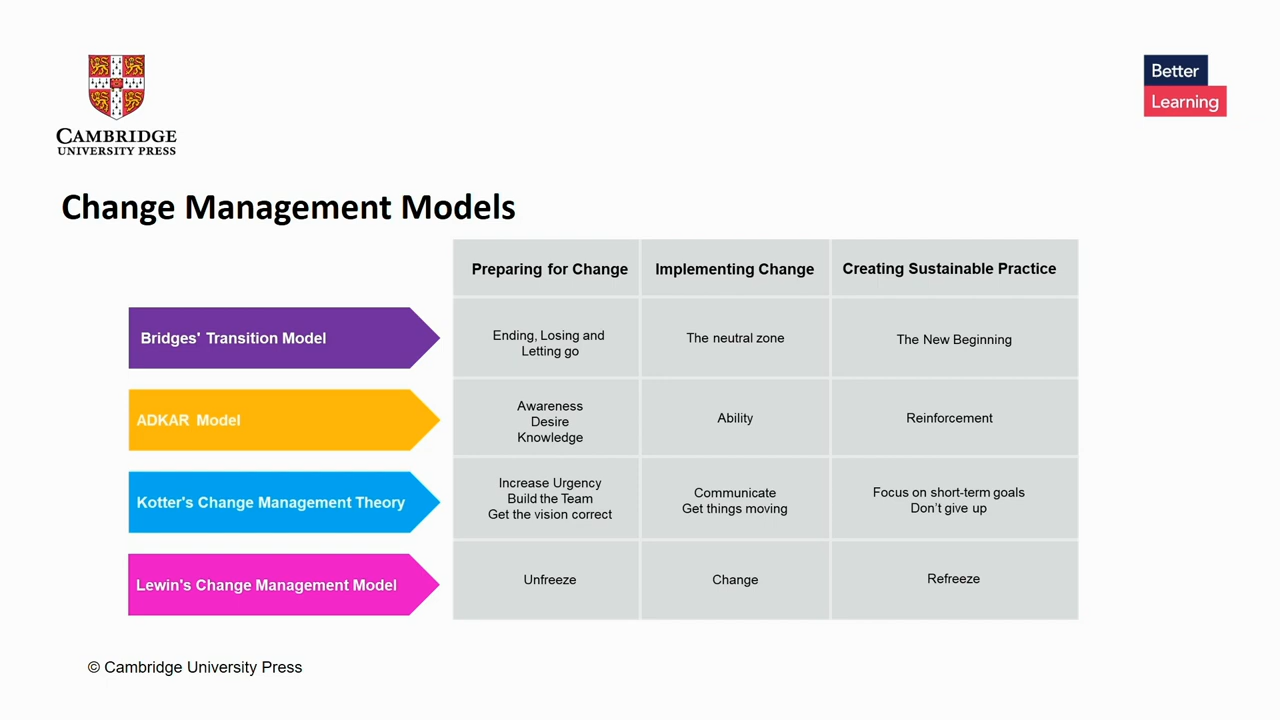 CAMBRIDGE
UNIVERSITY PRESS
Better
Learning
Change Management Models
Preparing for Change
Implementing Change
Creating Sustainable Practice
Bridges' Transition Model
Ending, Losing and
Letting go
The neutral zone
The New Beginning
ADKAR Model
Awareness
Desire
Knowledge
Ability
Reinforcement
Kotter's Change Management Theory
Increase Urgency
Build the Team
Get the vision correct
Communicate
Get things moving
Focus on short-term goals
Don’t give up
Lewin's Change Management Model
Unfreeze
Change
Refreeze
© Cambridge University Press